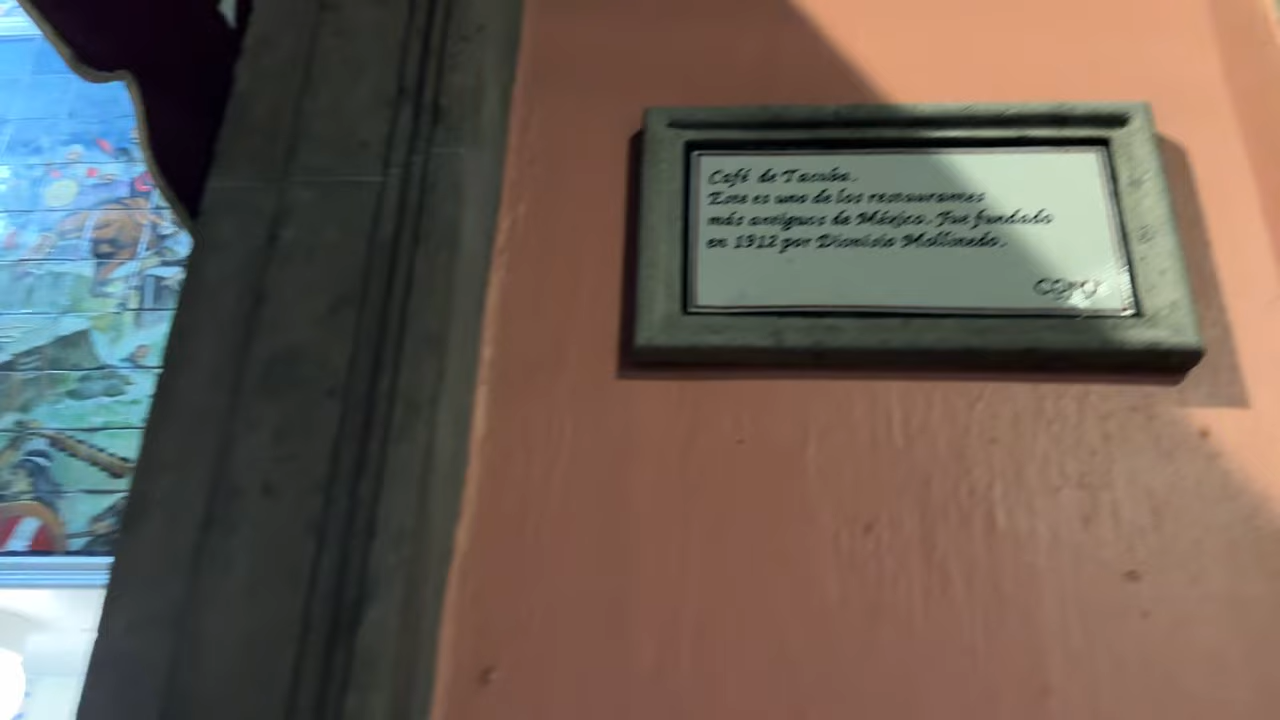 Café de Tacuba.
Este es uno de los restaurantes
más antiguos de México. Fue fundado
en 1912 por Dionisio Mollinedo.